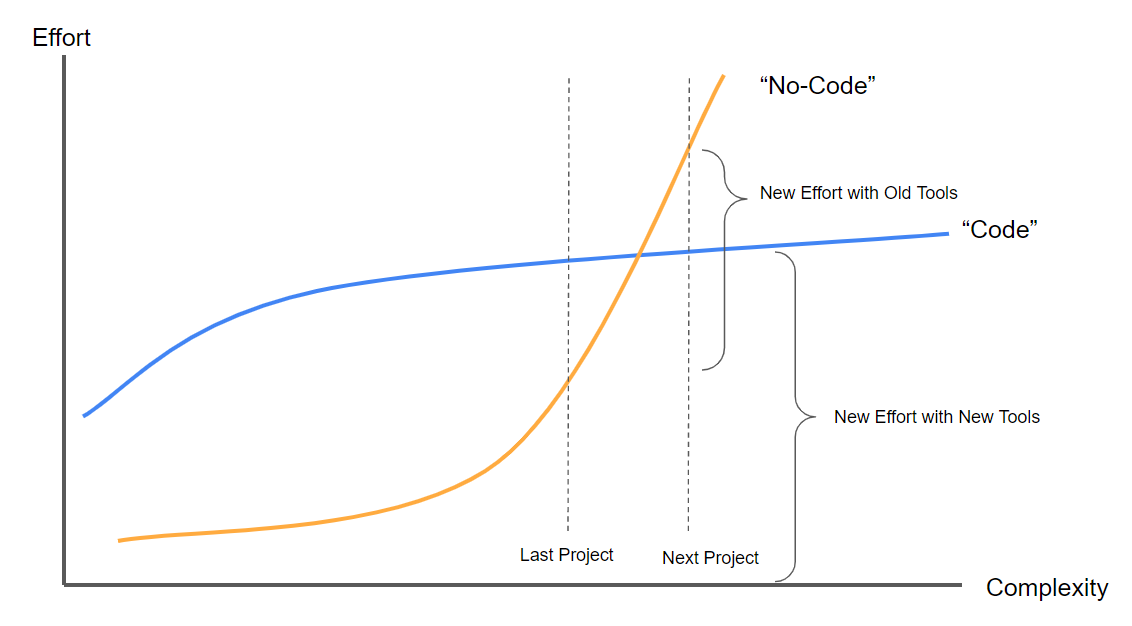 Effort
“No-Code”
New Effort with Old Tools
“Code”
New Effort with New Tools
Last Project
Next Project
Complexity